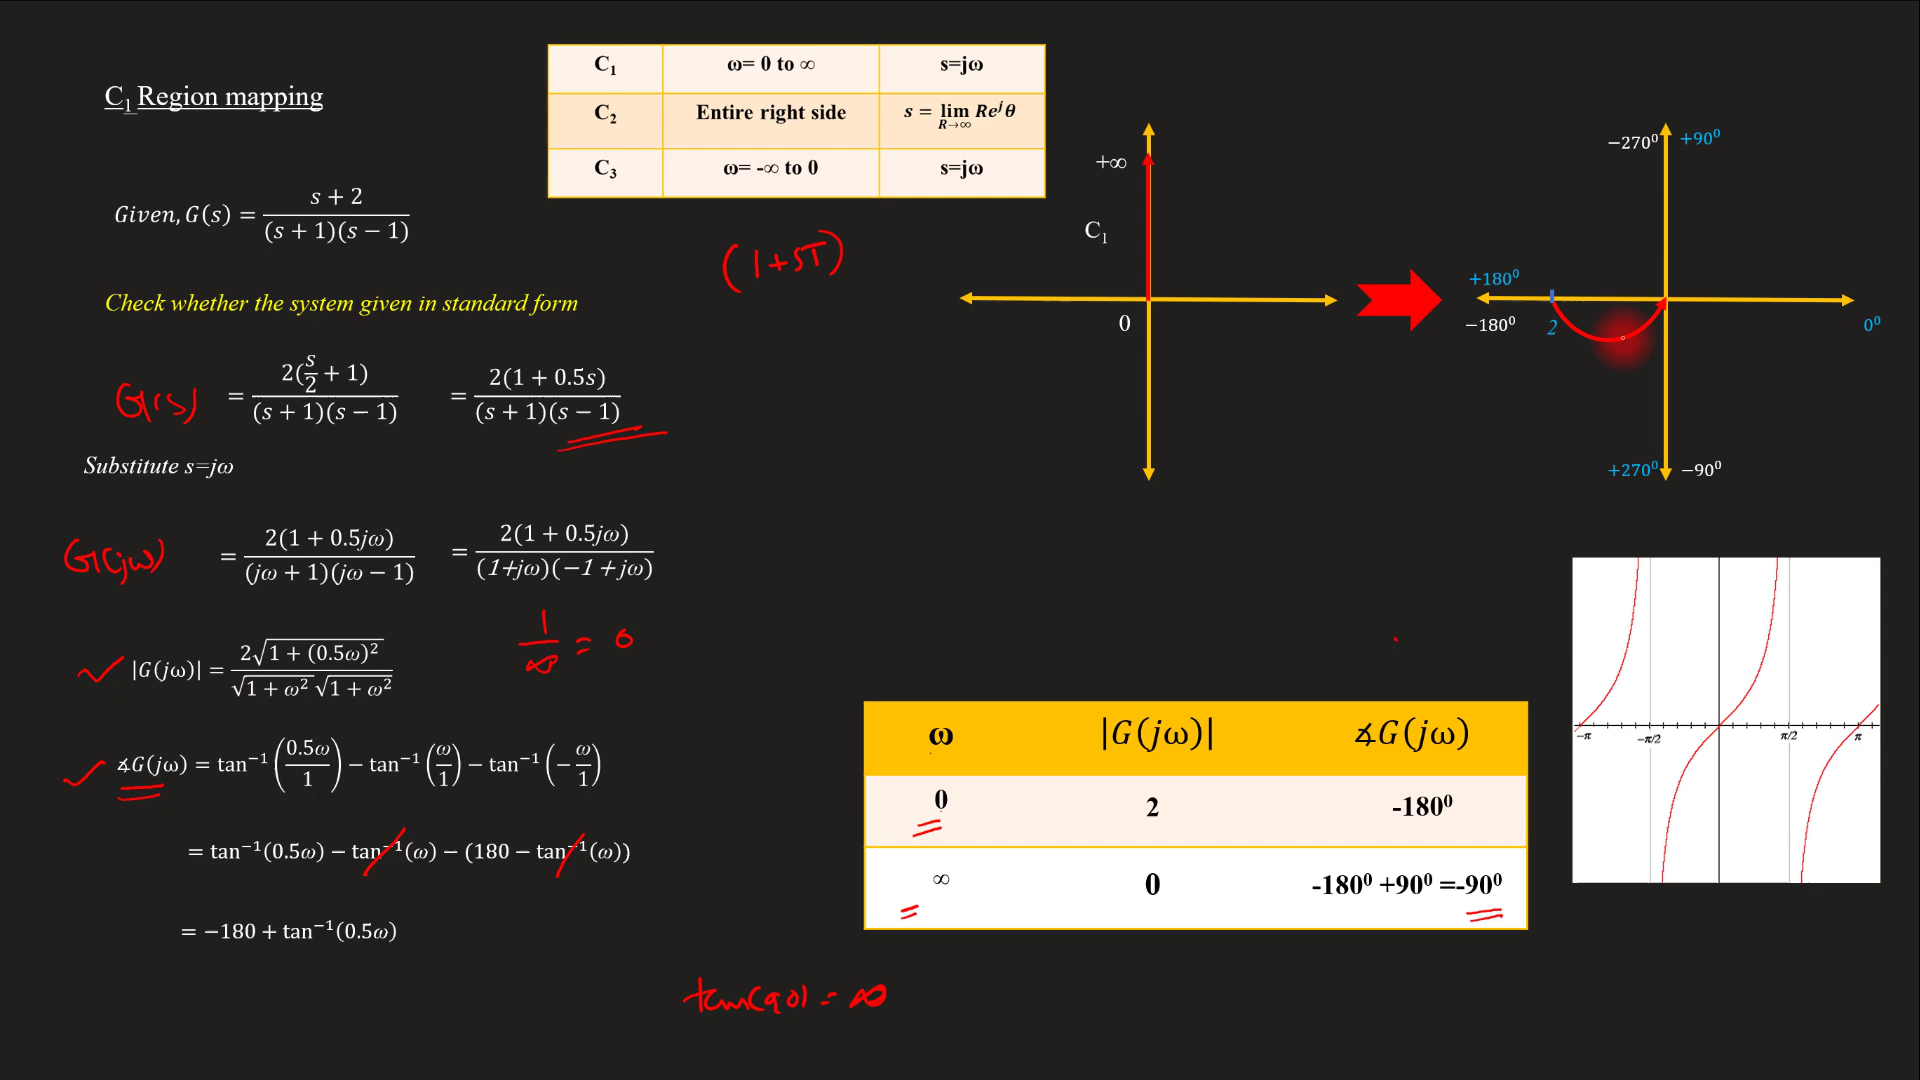 C₁ Region mapping
C₁ ω= 0 to ∞ s=jω
C₂ Entire right side s = lim R→∞ Re^jθ
C₃ ω= -∞ to 0 s=jω
Given, G(s) = (s + 2)/((s + 1)(s − 1))
(1+sT)
Check whether the system given in standard form
G(s) = 2(s/2 + 1)/((s + 1)(s − 1)) = 2(1 + 0.5s)/((s + 1)(s − 1))
Substitute s=jω
G(jω) = 2(1 + 0.5jω)/((jω + 1)(jω − 1)) = 2(1 + 0.5jω)/((1+jω)(−1 + jω))
1/∞ = 0
|G(jω)| = 2√(1 + (0.5ω)²)/(√(1 + ω²)√(1 + ω²))
∡G(jω) = tan⁻¹(0.5ω/1) − tan⁻¹(ω/1) − tan⁻¹(−ω/1)
= tan⁻¹(0.5ω) − tan⁻¹(ω) − (180 − tan⁻¹(ω))
= −180 + tan⁻¹(0.5ω)
tan(90) = ∞
+∞
C₁
0
−270⁰ +90⁰
+180⁰
−180⁰ 2 0⁰
+270⁰ −90⁰
ω |G(jω)| ∡G(jω)
0 2 -180⁰
∞ 0 -180⁰ +90⁰ =-90⁰
-π -π/2 π/2 π